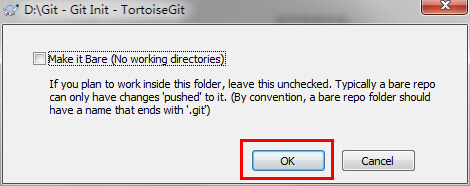 D:\Git - Git Init - TortoiseGit
Make it Bare (No working directories)
If you plan to work inside this folder, leave this unchecked. Typically a bare repo
can only have changes 'pushed' to it. (By convention, a bare repo folder should
have a name that ends with '.git')
OK
Cancel